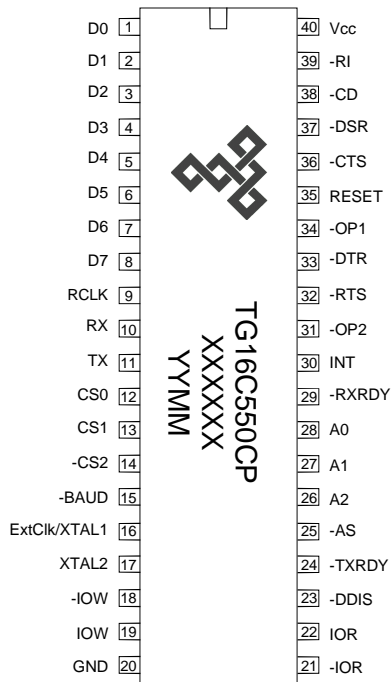 D0 1 40 Vcc
D1 2 39 -RI
D2 3 38 -CD
D3 4 37 -DSR
D4 5 36 -CTS
D5 6 35 RESET
D6 7 34 -OP1
D7 8 33 -DTR
RCLK 9 32 -RTS
RX 10 31 -OP2
TX 11 30 INT
CS0 12 29 -RXRDY
CS1 13 28 A0
-CS2 14 27 A1
-BAUD 15 26 A2
ExtClk/XTAL1 16 25 -AS
XTAL2 17 24 -TXRDY
-IOW 18 23 -DDIS
IOW 19 22 IOR
GND 20 21 -IOR
TG16C550CP
XXXXXX
YYMM